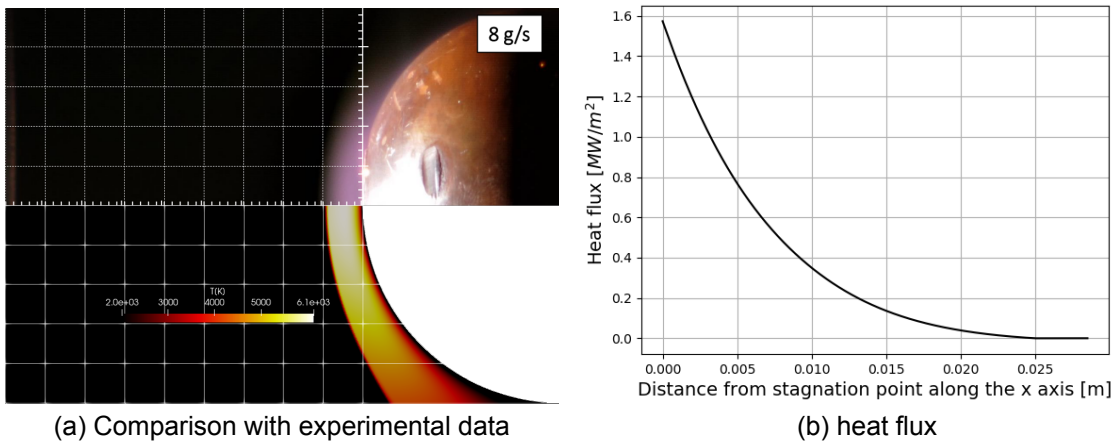 8 g/s
T(K)
2.0e+03 3000 4000 5000 6.1e+03
(a) Comparison with experimental data
Heat flux [MW/m²]
1.6
1.4
1.2
1.0
0.8
0.6
0.4
0.2
0.0
0.000 0.005 0.010 0.015 0.020 0.025
Distance from stagnation point along the x axis [m]
(b) heat flux